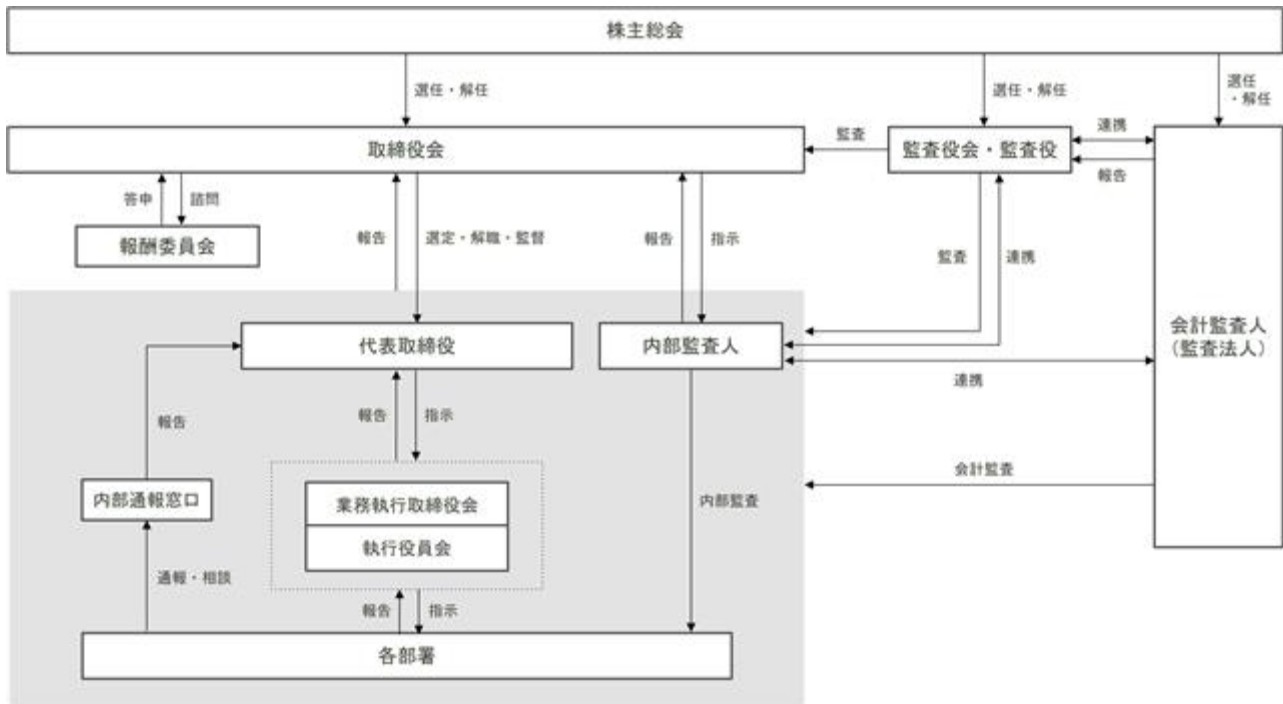 株主総会
選任・解任
選任・解任
選任
・解任
取締役会
監査
監査役会・監査役
連携
報告
答申
諮問
報酬委員会
報告
選定・解職・監督
報告
指示
監査
連携
代表取締役
内部監査人
会計監査人
(監査法人)
連携
報告
報告
指示
内部通報窓口
業務執行取締役会
執行役員会
内部監査
会計監査
通報・相談
報告
指示
各部署